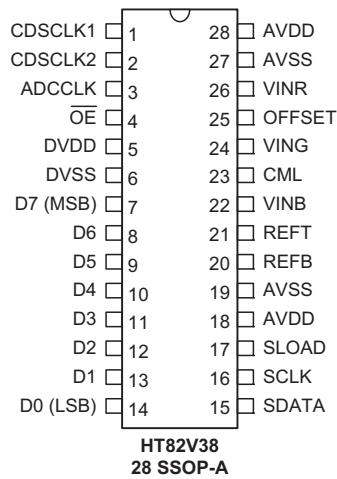 CDSCLK1 1 28 AVDD
CDSCLK2 2 27 AVSS
ADCCLK 3 26 VINR
OE 4 25 OFFSET
DVDD 5 24 VING
DVSS 6 23 CML
D7 (MSB) 7 22 VINB
D6 8 21 REFT
D5 9 20 REFB
D4 10 19 AVSS
D3 11 18 AVDD
D2 12 17 SLOAD
D1 13 16 SCLK
D0 (LSB) 14 15 SDATA
HT82V38
28 SSOP-A